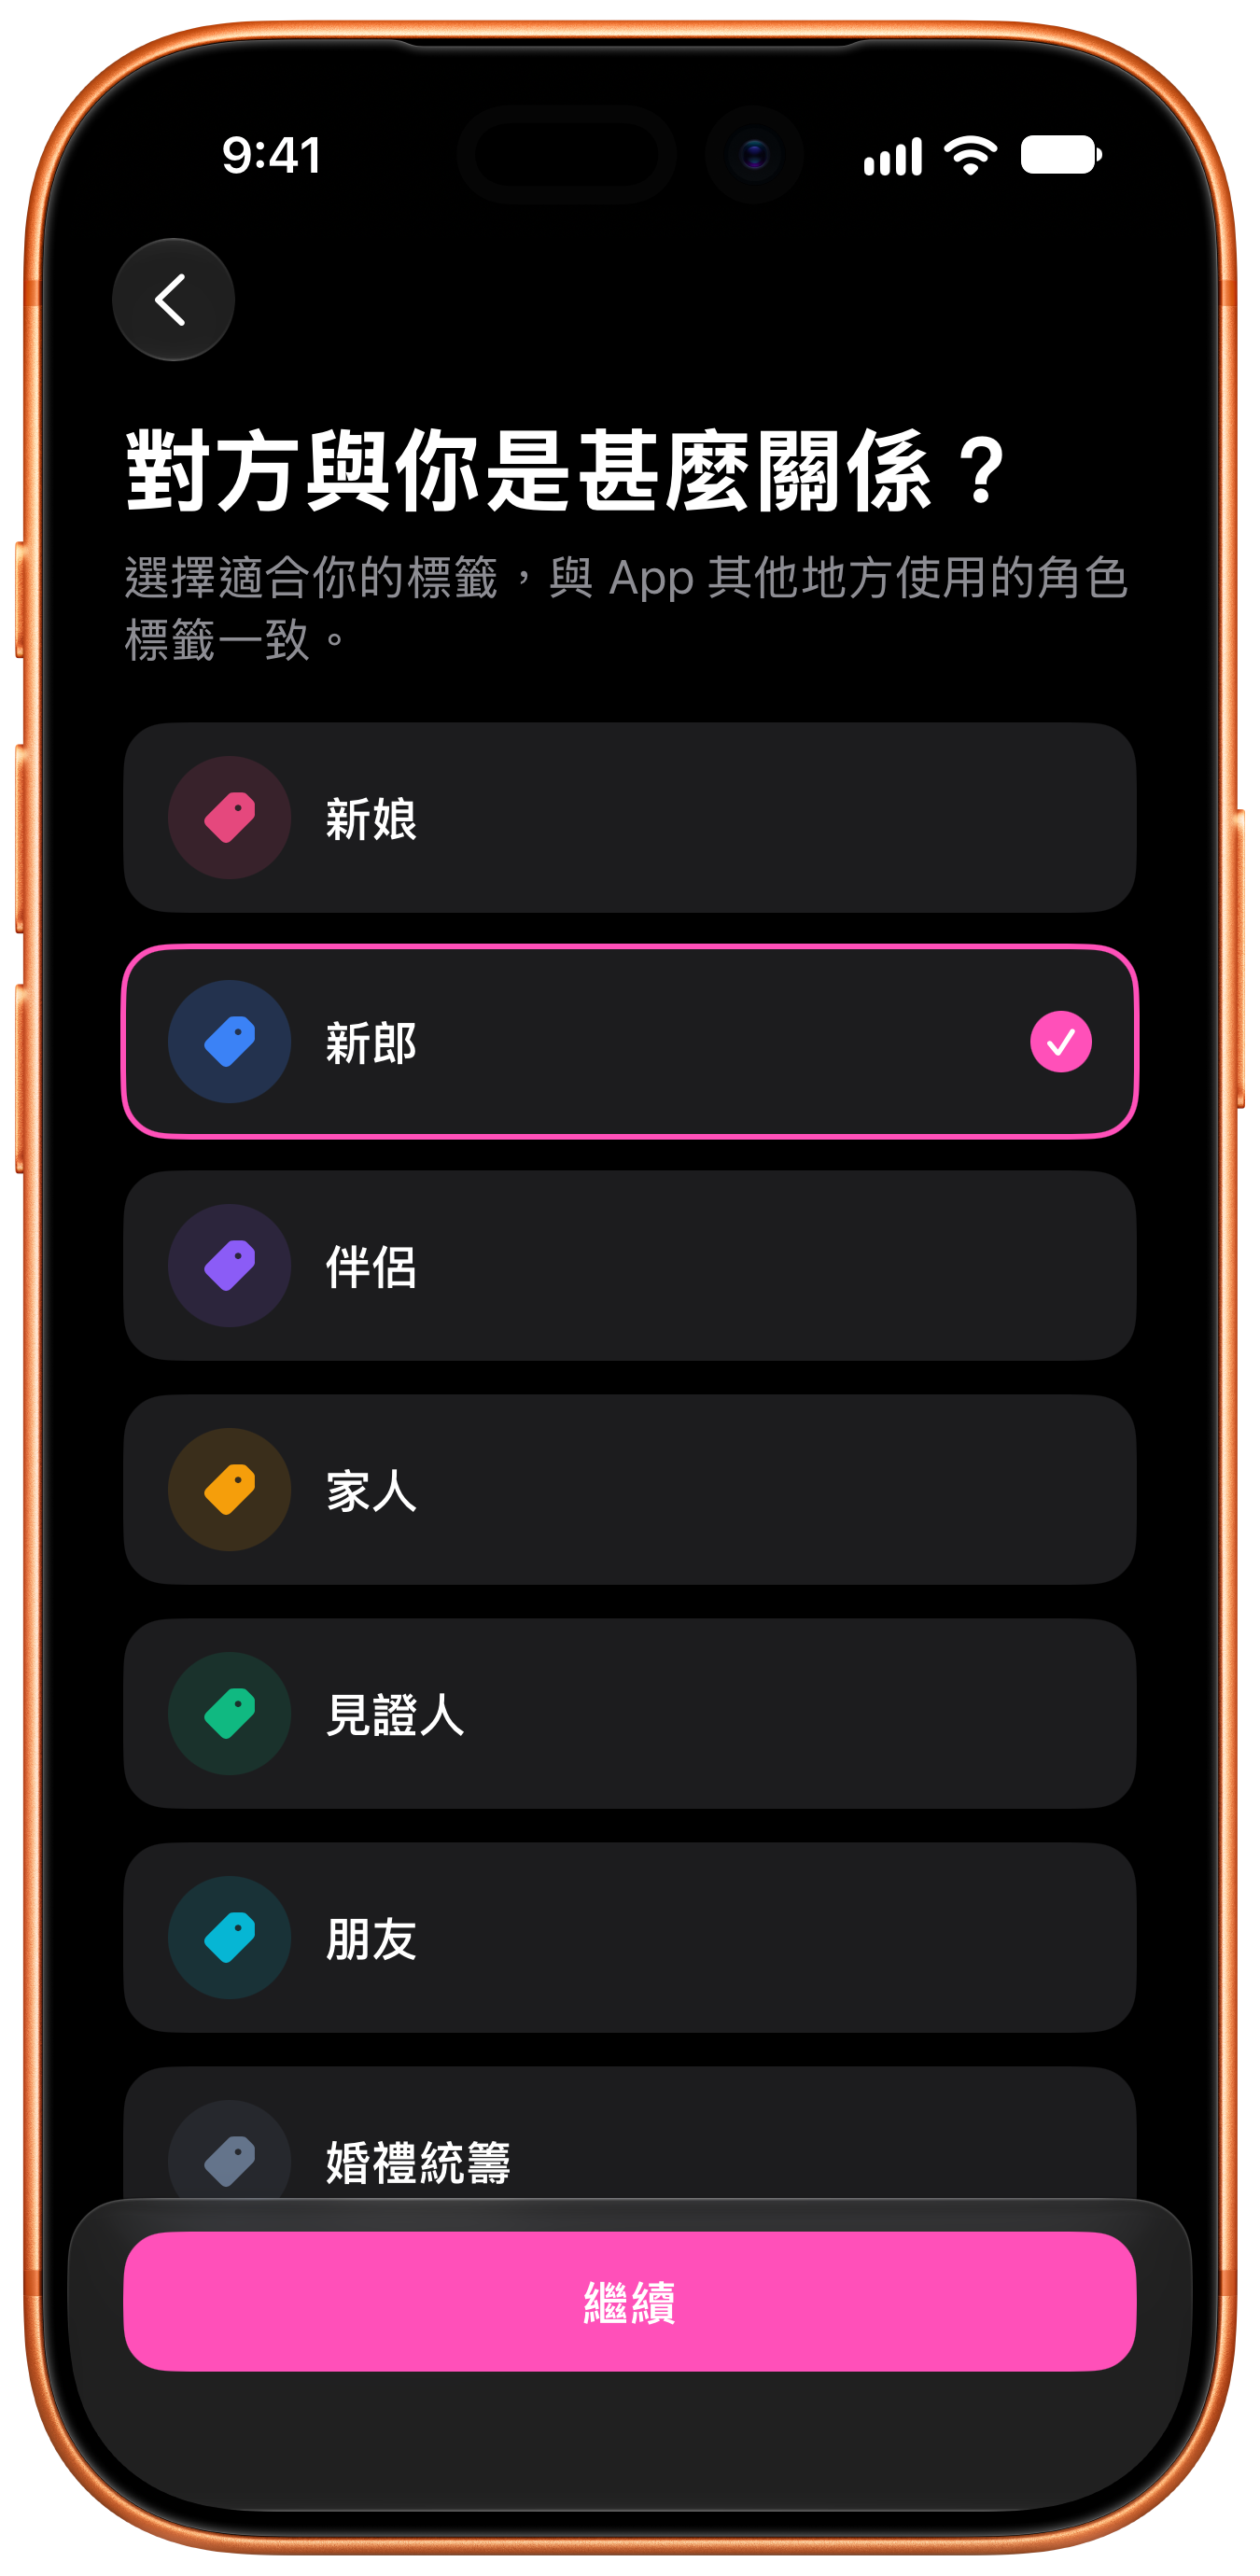 9:41
對方與你是甚麼關係？
選擇適合你的標籤，與 App 其他地方使用的角色
標籤一致。
新娘
新郎
伴侶
家人
見證人
朋友
婚禮統籌
繼續